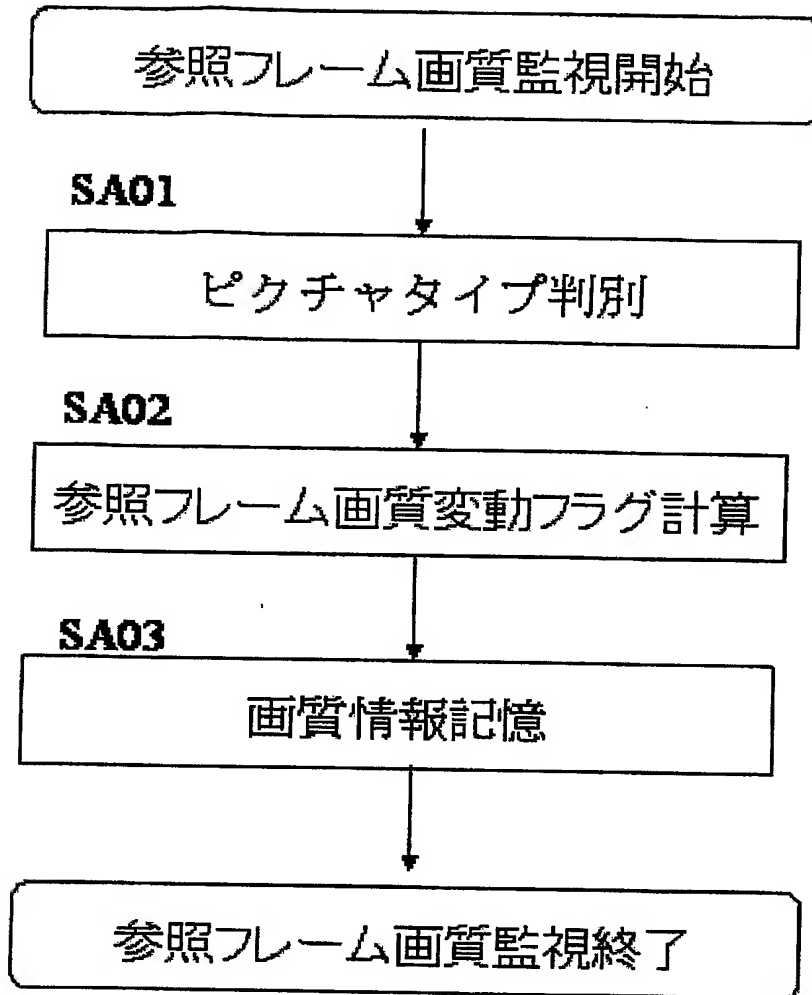 参照フレーム画質監視開始
SA01
ピクチャタイプ判別
SA02
参照フレーム画質変動フラグ計算
SA03
画質情報記憶
参照フレーム画質監視終了